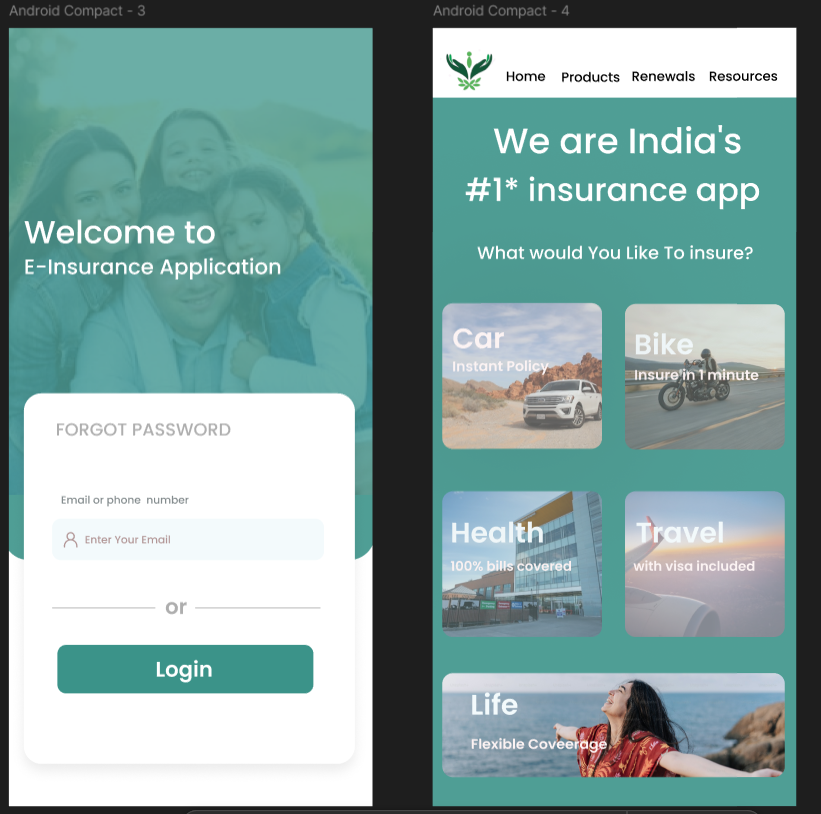 Android Compact - 3
Welcome to
E-Insurance Application
FORGOT PASSWORD
Email or phone number
Enter Your Email
or
Login
Android Compact - 4
Home Products Renewals Resources
We are India's
#1* insurance app
What would You Like To insure?
Car
Instant Policy
Bike
Insure in 1 minute
Health
100% bills covered
Travel
with visa included
Life
Flexible Coveerage